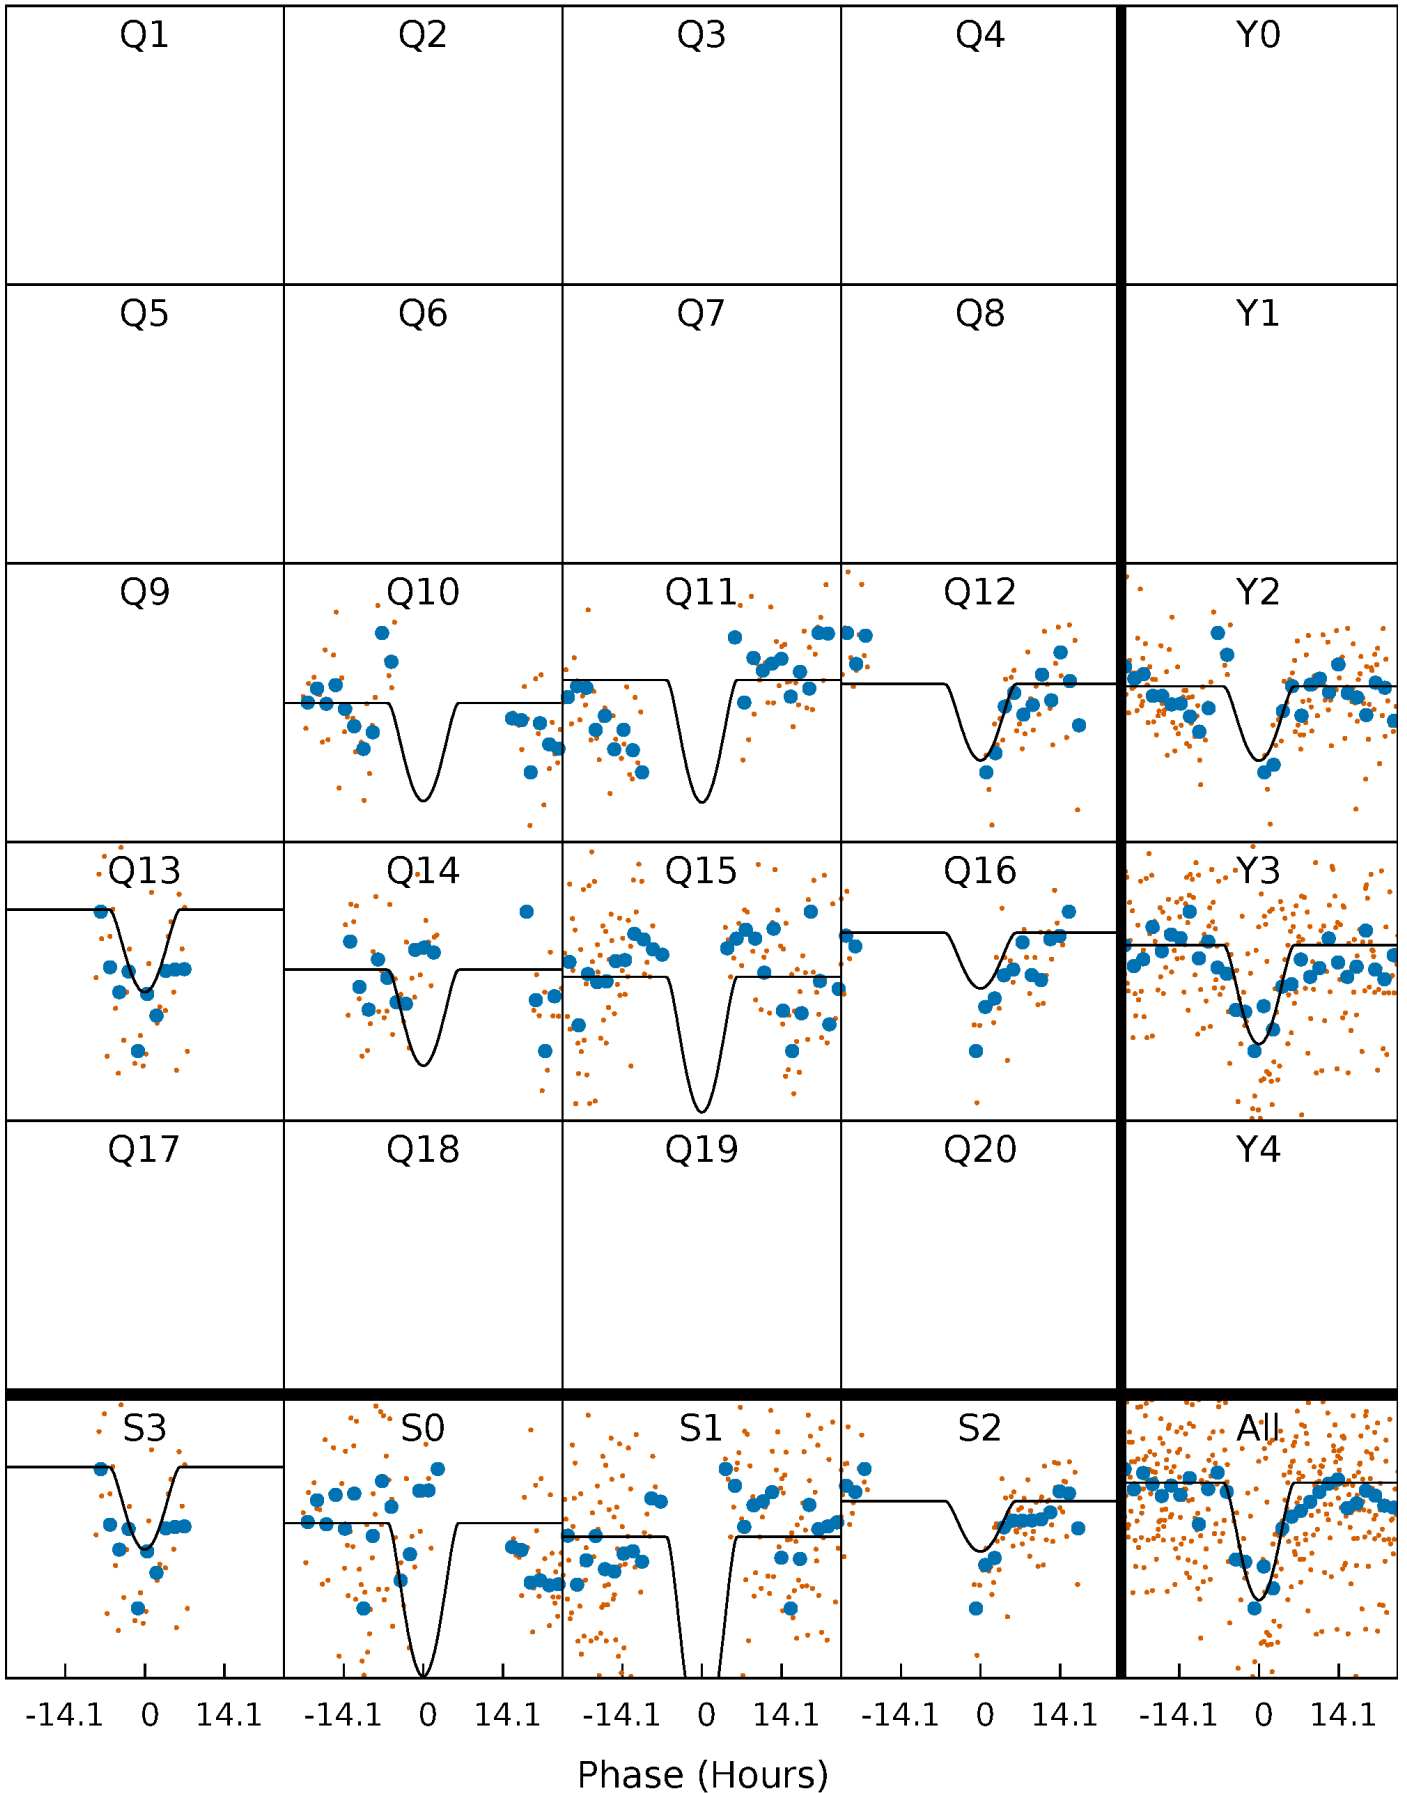 Q1 Q2 Q3 Q4 Y0
Q5 Q6 Q7 Q8 Y1
Q9 Q10 Q11 Q12 Y2
Q13 Q14 Q15 Q16 Y3
Q17 Q18 Q19 Q20 Y4
S3 S0 S1 S2 All
-14.1 0 14.1 -14.1 0 14.1 -14.1 0 14.1 -14.1 0 14.1 -14.1 0 14.1
Phase (Hours)